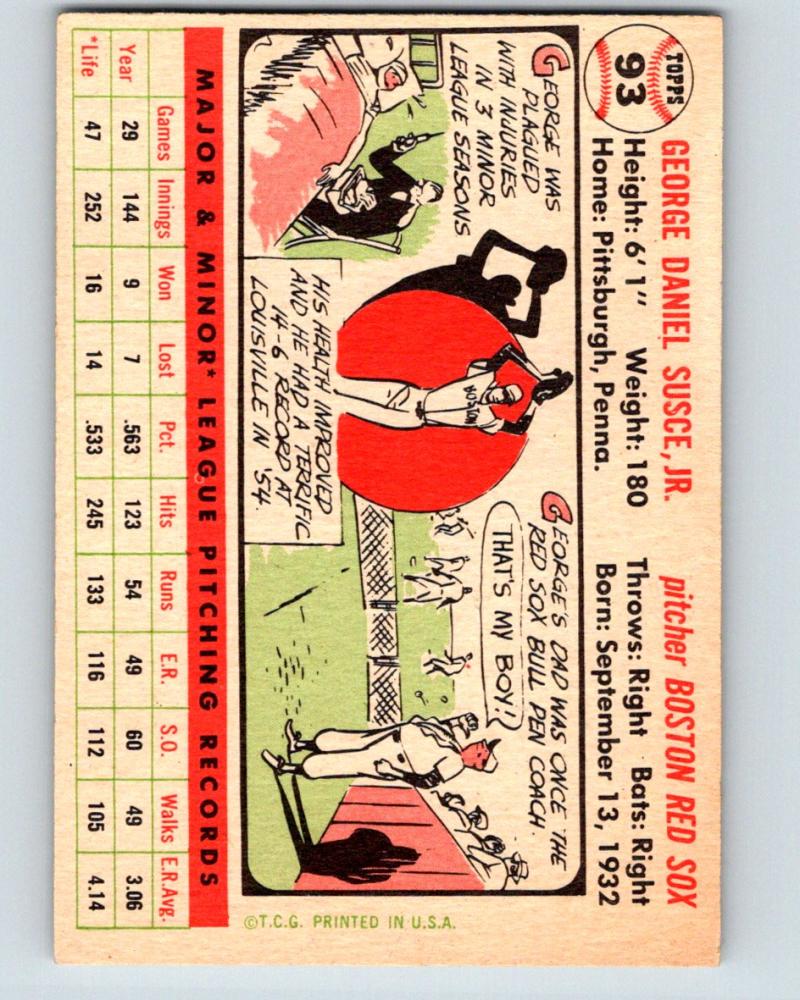 TOPPS
93
GEORGE DANIEL SUSCE, JR. pitcher BOSTON RED SOX
Height: 6'1" Weight: 180 Throws: Right Bats: Right
Home: Pittsburgh, Penna. Born: September 13, 1932
GEORGE WAS
PLAGUED
WITH INJURIES
IN 3 MINOR
LEAGUE SEASONS
BOSTON
HIS HEALTH IMPROVED
AND HE HAD A TERRIFIC
14-6 RECORD AT
LOUISVILLE IN '54.
GEORGE'S DAD WAS ONCE THE
RED SOX BULL PEN COACH.
THAT'S MY BOY!
MAJOR & MINOR* LEAGUE PITCHING RECORDS
Games Innings Won Lost Pct. Hits Runs E.R. S.O. Walks E.R.Avg.
Year 29 144 9 7 .563 123 54 49 60 49 3.06
*Life 47 252 16 14 .533 245 133 116 112 105 4.14
©T.C.G. PRINTED IN U.S.A.